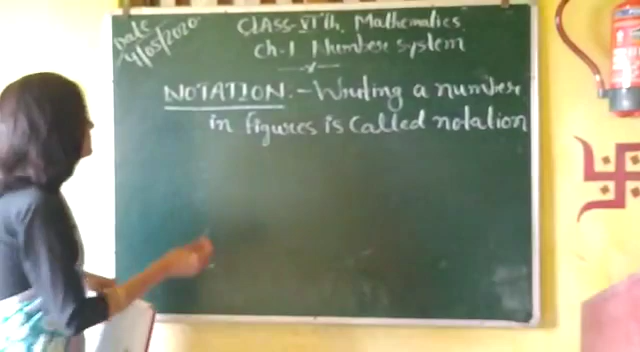 Date
4/05/2020
CLASS-VIth, Mathematics
Ch-1 Number System
NOTATION.- Writing a number
in figures is called notation